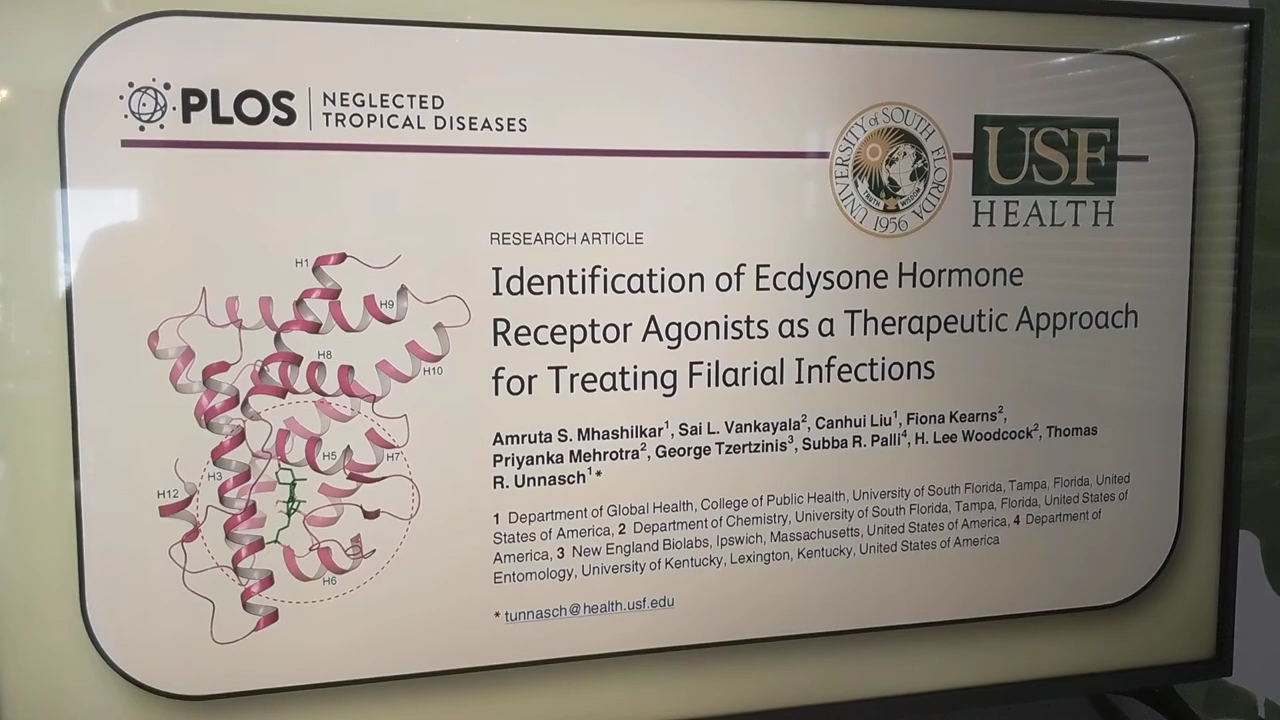 PLOS
NEGLECTED
TROPICAL DISEASES
UNIVERSITY of SOUTH FLORIDA
TRUTH WISDOM
1956
USF
HEALTH
RESEARCH ARTICLE
Identification of Ecdysone Hormone
Receptor Agonists as a Therapeutic Approach
for Treating Filarial Infections
Amruta S. Mhashilkar1, Sai L. Vankayala2, Canhui Liu1, Fiona Kearns2,
Priyanka Mehrotra2, George Tzertzinis3, Subba R. Palli4, H. Lee Woodcock2, Thomas
R. Unnasch1*
1 Department of Global Health, College of Public Health, University of South Florida, Tampa, Florida, United
States of America, 2 Department of Chemistry, University of South Florida, Tampa, Florida, United States of
America, 3 New England Biolabs, Ipswich, Massachusetts, United States of America, 4 Department of
Entomology, University of Kentucky, Lexington, Kentucky, United States of America
* tunnasch@health.usf.edu
H1
H9
H8
H10
H5
H7
H3
H12
H6